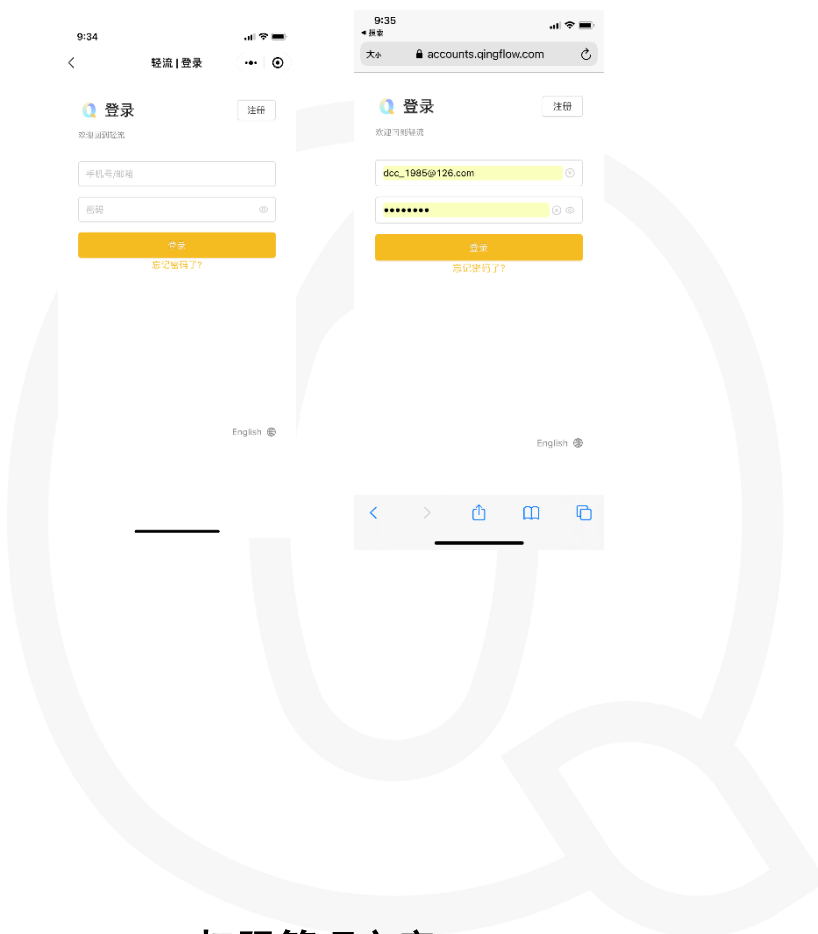 9:34
轻流 | 登录
登录
注册
欢迎回到轻流
手机号/邮箱
密码
登录
忘记密码了?
English
9:35
搜索
大小 accounts.qingflow.com
登录
注册
欢迎回到轻流
dcc_1985@126.com
••••••••
登录
忘记密码了?
English